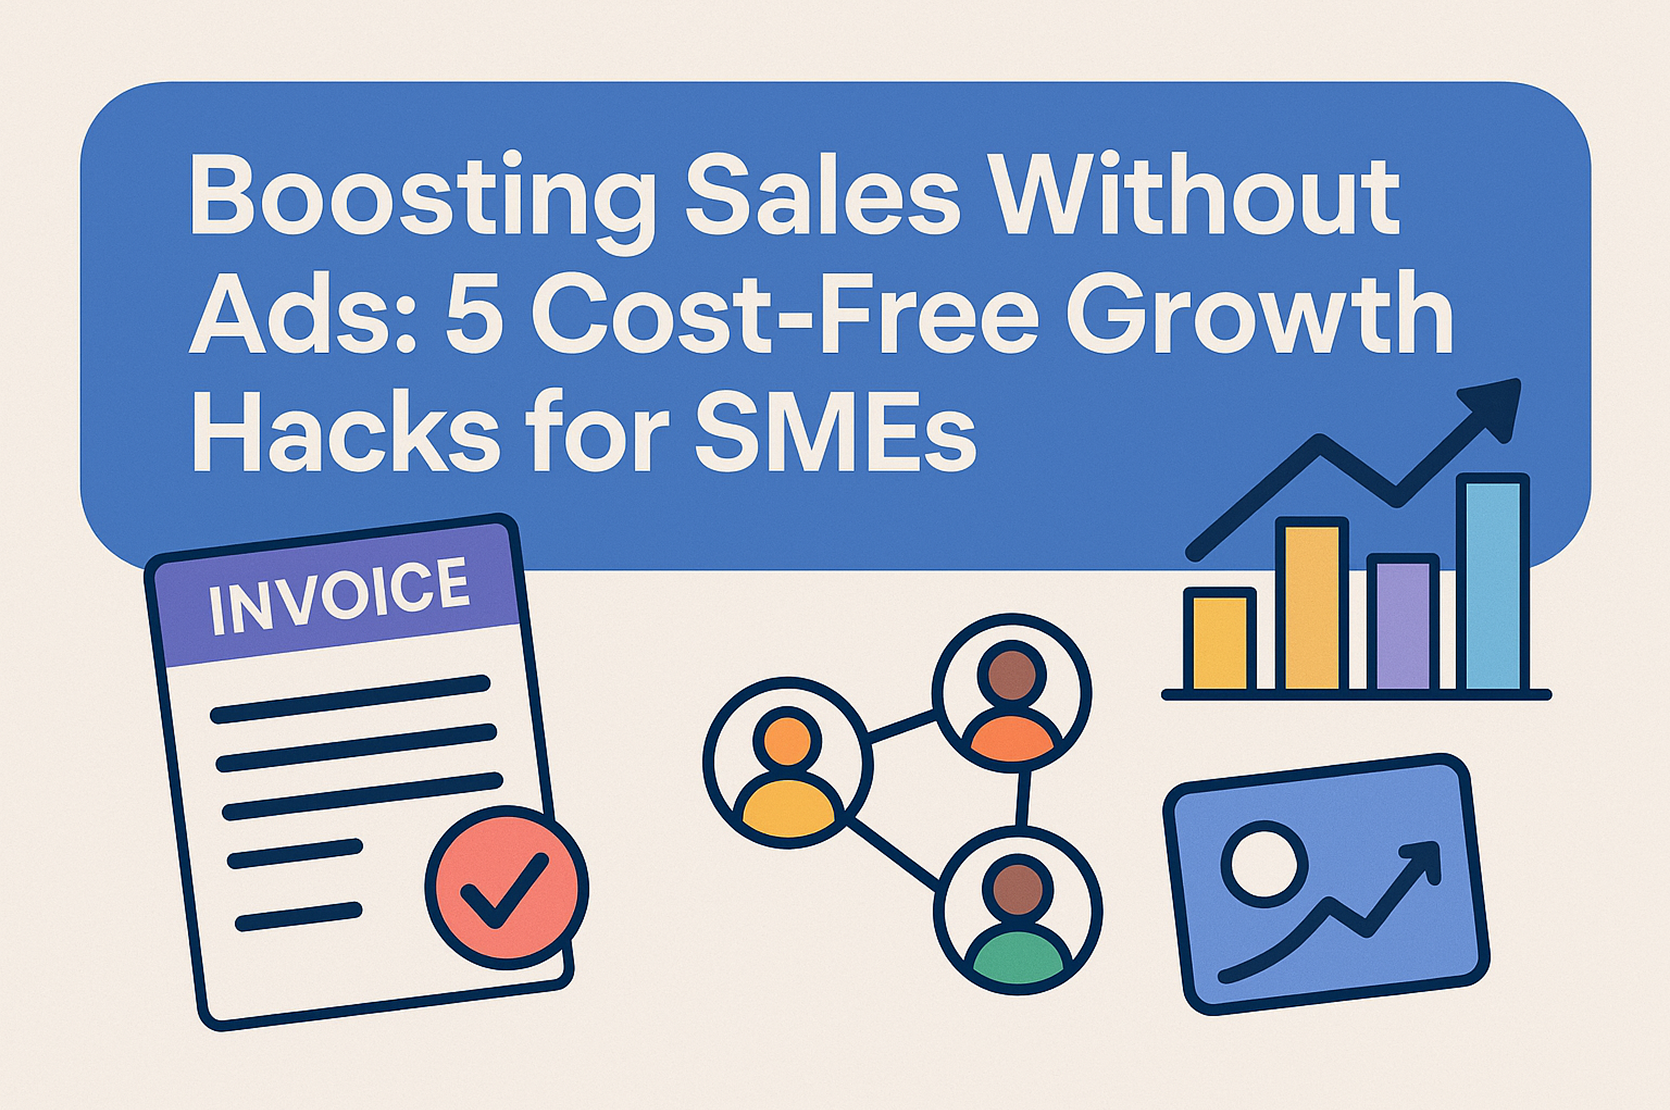 Boosting Sales Without
Ads: 5 Cost-Free Growth
Hacks for SMEs
INVOICE